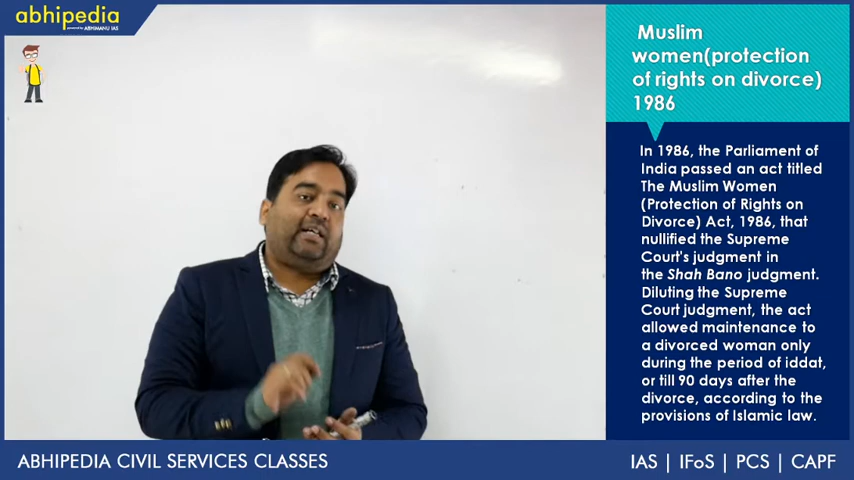 abhipedia
powered by ABHIMANU IAS
Muslim
women(protection
of rights on divorce)
1986
In 1986, the Parliament of
India passed an act titled
The Muslim Women
(Protection of Rights on
Divorce) Act, 1986, that
nullified the Supreme
Court's judgment in
the Shah Bano judgment.
Diluting the Supreme
Court judgment, the act
allowed maintenance to
a divorced woman only
during the period of iddat,
or till 90 days after the
divorce, according to the
provisions of Islamic law.
ABHIPEDIA CIVIL SERVICES CLASSES
IAS | IFoS | PCS | CAPF